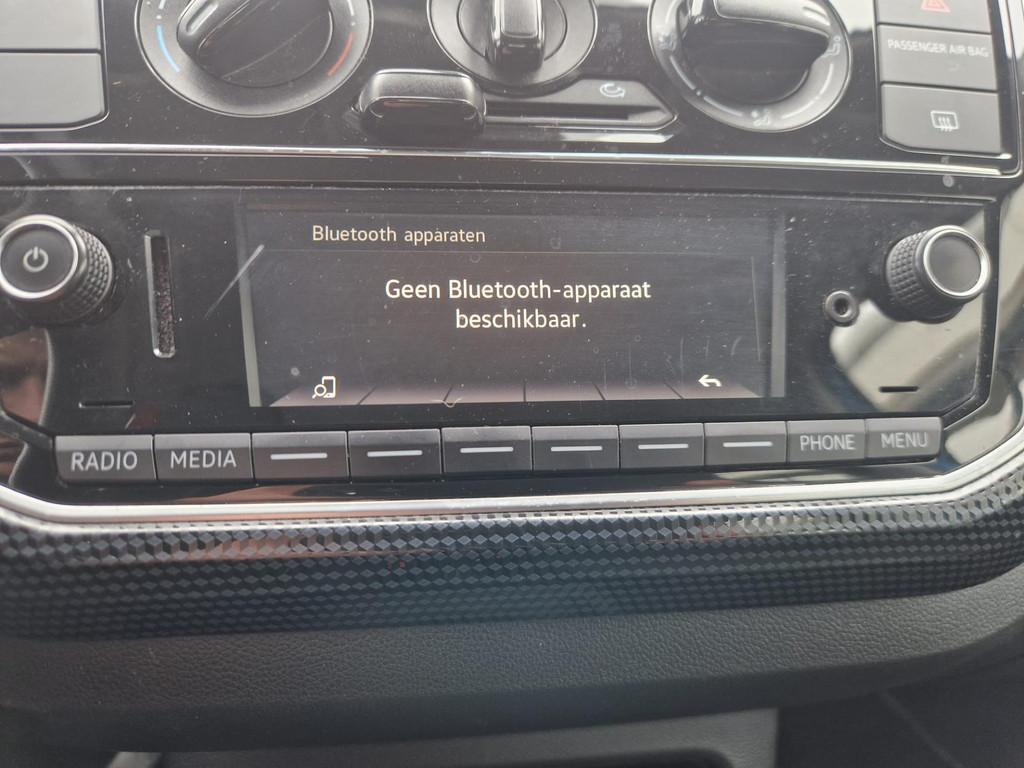 PASSENGER AIR BAG
Bluetooth apparaten
Geen Bluetooth-apparaat
beschikbaar.
RADIO
MEDIA
PHONE
MENU